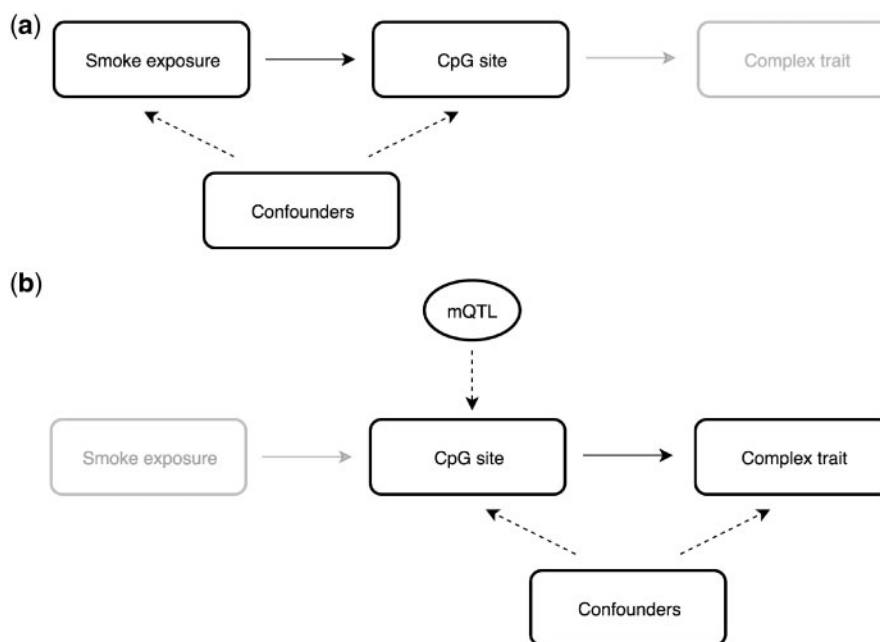 (a)
Smoke exposure
CpG site
Complex trait
Confounders
(b)
mQTL
Smoke exposure
CpG site
Complex trait
Confounders